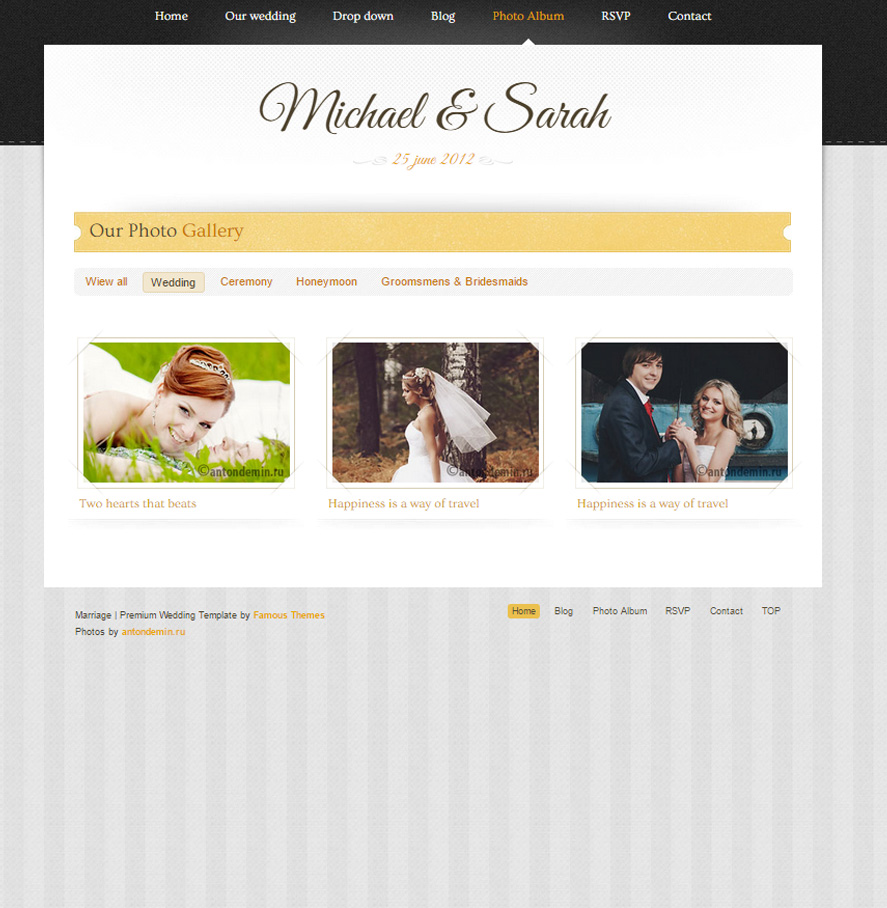 Home Our wedding Drop down Blog Photo Album RSVP Contact
Michael & Sarah
25 june 2012
Our Photo Gallery
Wiew all Wedding Ceremony Honeymoon Groomsmens & Bridesmaids
©antondemin.ru ©antondemin.ru ©antondemin.ru
Two hearts that beats Happiness is a way of travel Happiness is a way of travel
Marriage | Premium Wedding Template by Famous Themes
Home Blog Photo Album RSVP Contact TOP
Photos by antondemin.ru